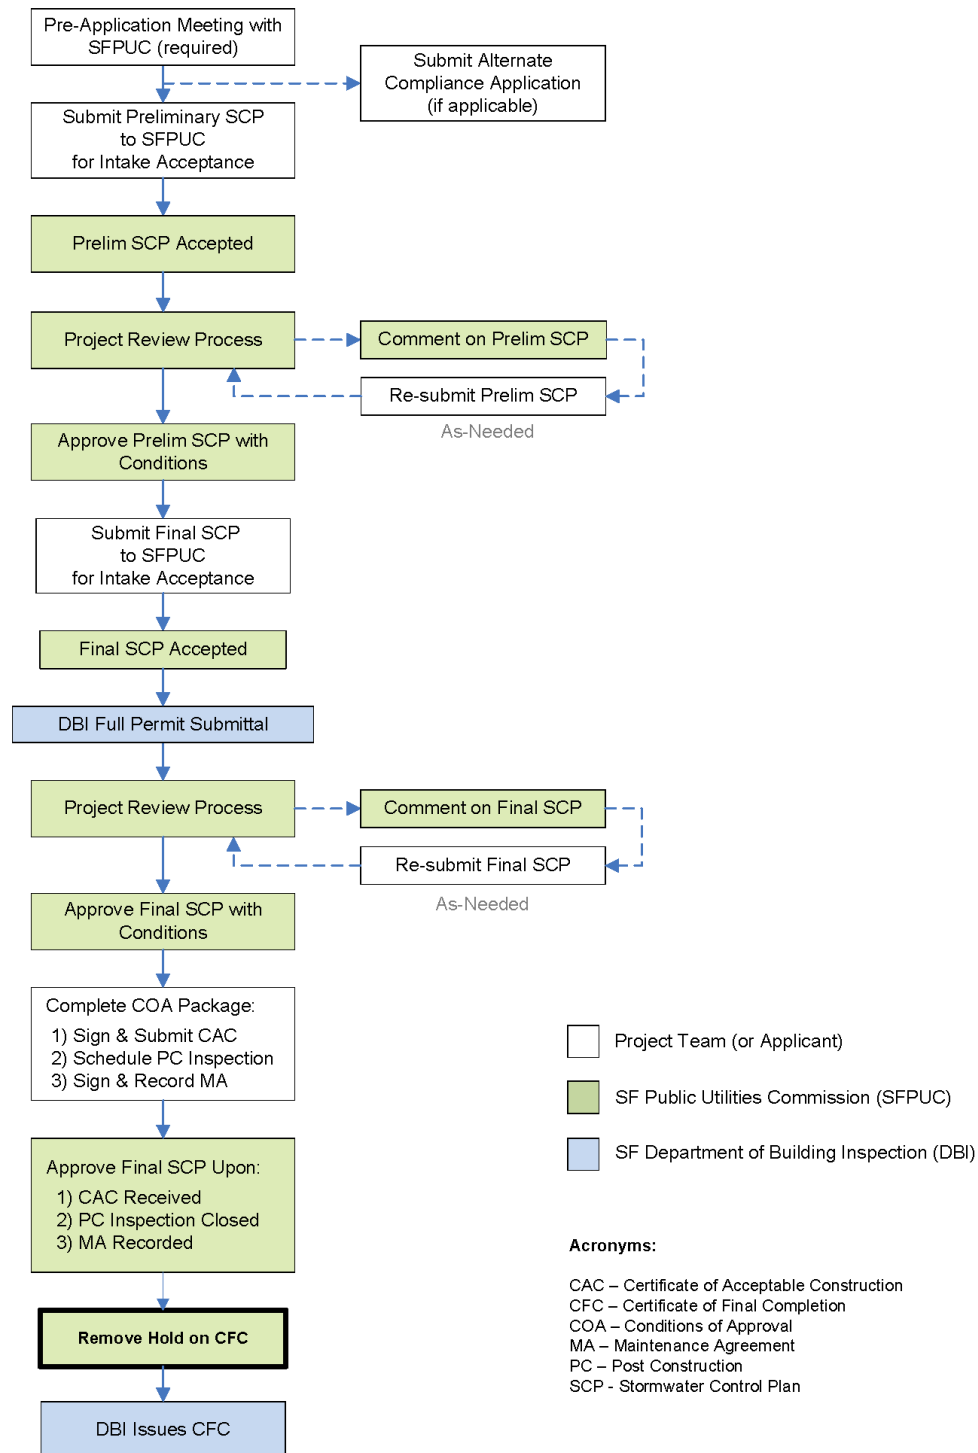 Pre-Application Meeting with
SFPUC (required)
Submit Alternate
Compliance Application
(if applicable)
Submit Preliminary SCP
to SFPUC
for Intake Acceptance
Prelim SCP Accepted
Project Review Process
Comment on Prelim SCP
Re-submit Prelim SCP
As-Needed
Approve Prelim SCP with
Conditions
Submit Final SCP
to SFPUC
for Intake Acceptance
Final SCP Accepted
DBI Full Permit Submittal
Project Review Process
Comment on Final SCP
Re-submit Final SCP
As-Needed
Approve Final SCP with
Conditions
Complete COA Package:
1) Sign & Submit CAC
2) Schedule PC Inspection
3) Sign & Record MA
Approve Final SCP Upon:
1) CAC Received
2) PC Inspection Closed
3) MA Recorded
Remove Hold on CFC
DBI Issues CFC
Project Team (or Applicant)
SF Public Utilities Commission (SFPUC)
SF Department of Building Inspection (DBI)
Acronyms:
CAC – Certificate of Acceptable Construction
CFC – Certificate of Final Completion
COA – Conditions of Approval
MA – Maintenance Agreement
PC – Post Construction
SCP - Stormwater Control Plan